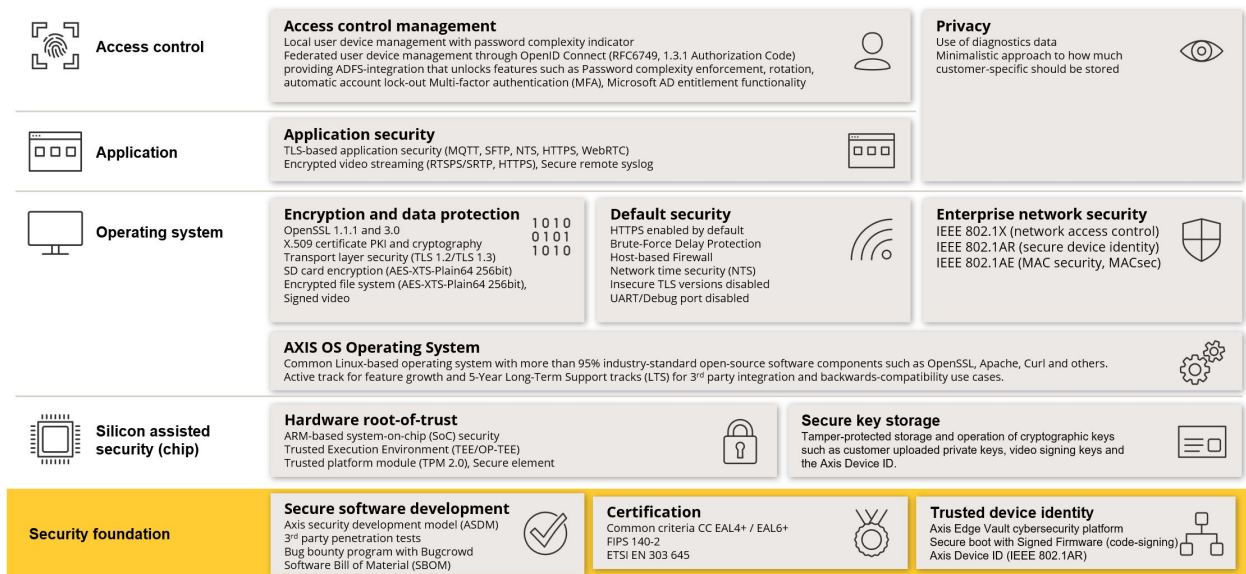 Access control
Access control management
Local user device management with password complexity indicator
Federated user device management through OpenID Connect (RFC6749, 1.3.1 Authorization Code)
providing ADFS-integration that unlocks features such as Password complexity enforcement, rotation,
automatic account lock-out Multi-factor authentication (MFA), Microsoft AD entitlement functionality
Privacy
Use of diagnostics data
Minimalistic approach to how much
customer-specific should be stored
Application
Application security
TLS-based application security (MQTT, SFTP, NTS, HTTPS, WebRTC)
Encrypted video streaming (RTSPS/SRTP, HTTPS), Secure remote syslog
Operating system
Encryption and data protection
OpenSSL 1.1.1 and 3.0
X.509 certificate PKI and cryptography
Transport layer security (TLS 1.2/TLS 1.3)
SD card encryption (AES-XTS-Plain64 256bit)
Encrypted file system (AES-XTS-Plain64 256bit),
Signed video
1010
0101
1010
Default security
HTTPS enabled by default
Brute-Force Delay Protection
Host-based Firewall
Network time security (NTS)
Insecure TLS versions disabled
UART/Debug port disabled
Enterprise network security
IEEE 802.1X (network access control)
IEEE 802.1AR (secure device identity)
IEEE 802.1AE (MAC security, MACsec)
AXIS OS Operating System
Common Linux-based operating system with more than 95% industry-standard open-source software components such as OpenSSL, Apache, Curl and others.
Active track for feature growth and 5-Year Long-Term Support tracks (LTS) for 3rd party integration and backwards-compatibility use cases.
Silicon assisted
security (chip)
Hardware root-of-trust
ARM-based system-on-chip (SoC) security
Trusted Execution Environment (TEE/OP-TEE)
Trusted platform module (TPM 2.0), Secure element
Secure key storage
Tamper-protected storage and operation of cryptographic keys
such as customer uploaded private keys, video signing keys and
the Axis Device ID.
Security foundation
Secure software development
Axis security development model (ASDM)
3rd party penetration tests
Bug bounty program with Bugcrowd
Software Bill of Material (SBOM)
Certification
Common criteria CC EAL4+ / EAL6+
FIPS 140-2
ETSI EN 303 645
Trusted device identity
Axis Edge Vault cybersecurity platform
Secure boot with Signed Firmware (code-signing)
Axis Device ID (IEEE 802.1AR)